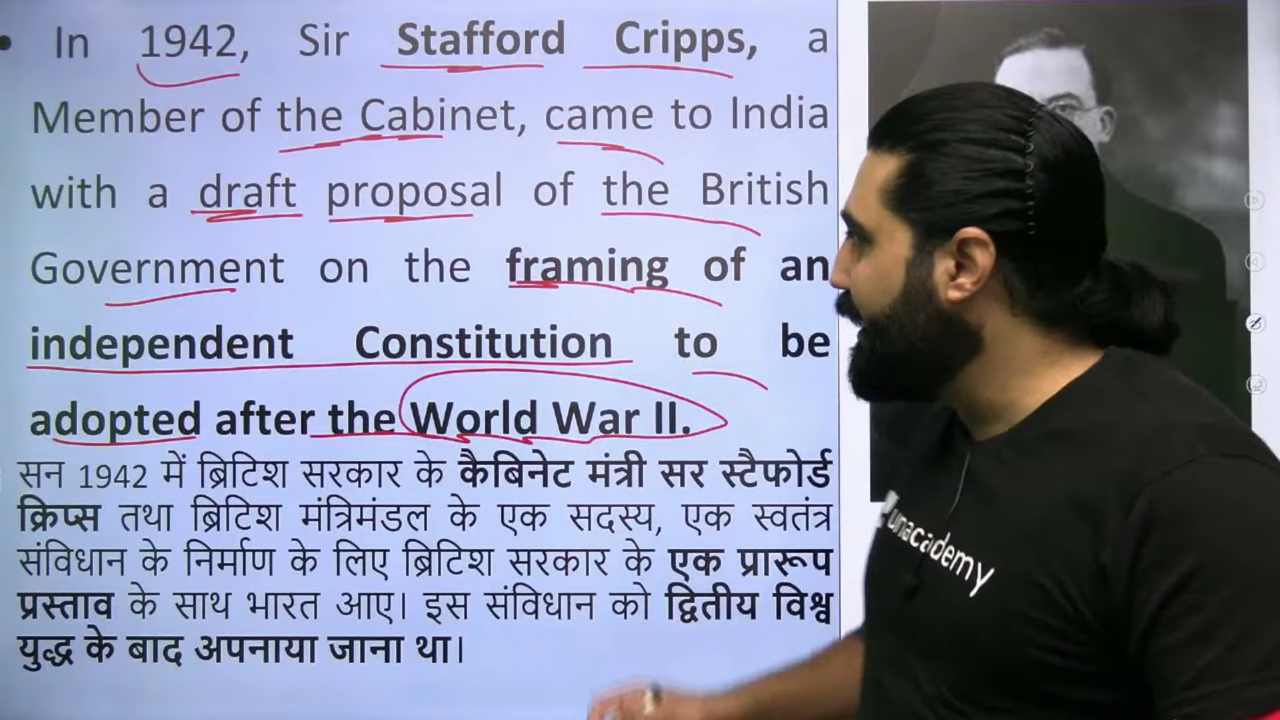 • In 1942, Sir Stafford Cripps, a
Member of the Cabinet, came to India
with a draft proposal of the British
Government on the framing of an
independent Constitution to be
adopted after the World War II.
सन 1942 में ब्रिटिश सरकार के कैबिनेट मंत्री सर स्टैफोर्ड
क्रिप्स तथा ब्रिटिश मंत्रिमंडल के एक सदस्य, एक स्वतंत्र
संविधान के निर्माण के लिए ब्रिटिश सरकार के एक प्रारूप
प्रस्ताव के साथ भारत आए। इस संविधान को द्वितीय विश्व
युद्ध के बाद अपनाया जाना था।
unacademy